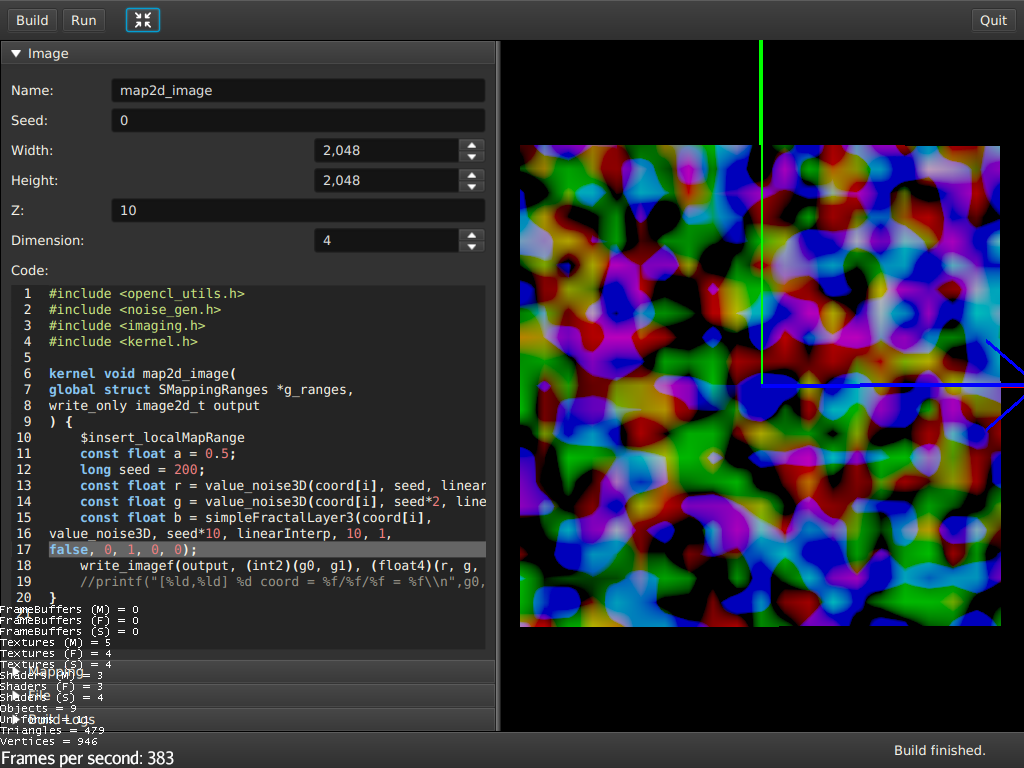 Build Run Quit
Image
Name: map2d_image
Seed: 0
Width: 2,048
Height: 2,048
Z: 10
Dimension: 4
Code:
1 #include <opencl_utils.h>
2 #include <noise_gen.h>
3 #include <imaging.h>
4 #include <kernel.h>
5
6 kernel void map2d_image(
7 global struct SMappingRanges *g_ranges,
8 write_only image2d_t output
9 ) {
10 $insert_localMapRange
11 const float a = 0.5;
12 long seed = 200;
13 const float r = value_noise3D(coord[i], seed, linear
14 const float g = value_noise3D(coord[i], seed*2, line
15 const float b = simpleFractalLayer3(coord[i],
16 value_noise3D, seed*10, linearInterp, 10, 1,
17 false, 0, 1, 0, 0);
18 write_imagef(output, (int2)(g0, g1), (float4)(r, g,
19 //printf("[%ld,%ld] %d coord = %f/%f/%f = %f\\n",g0,
20 }
FrameBuffers (M) = 0
FrameBuffers (F) = 0
FrameBuffers (S) = 0
Textures (M) = 5
Textures (F) = 4
Textures (S) = 4
Mapping
Shaders (M) = 3
Shaders (F) = 3
File
Shaders (S) = 4
Objects = 9
Uniforms = 11
Build Logs
Triangles = 479
Vertices = 946
Frames per second: 383
Build finished.